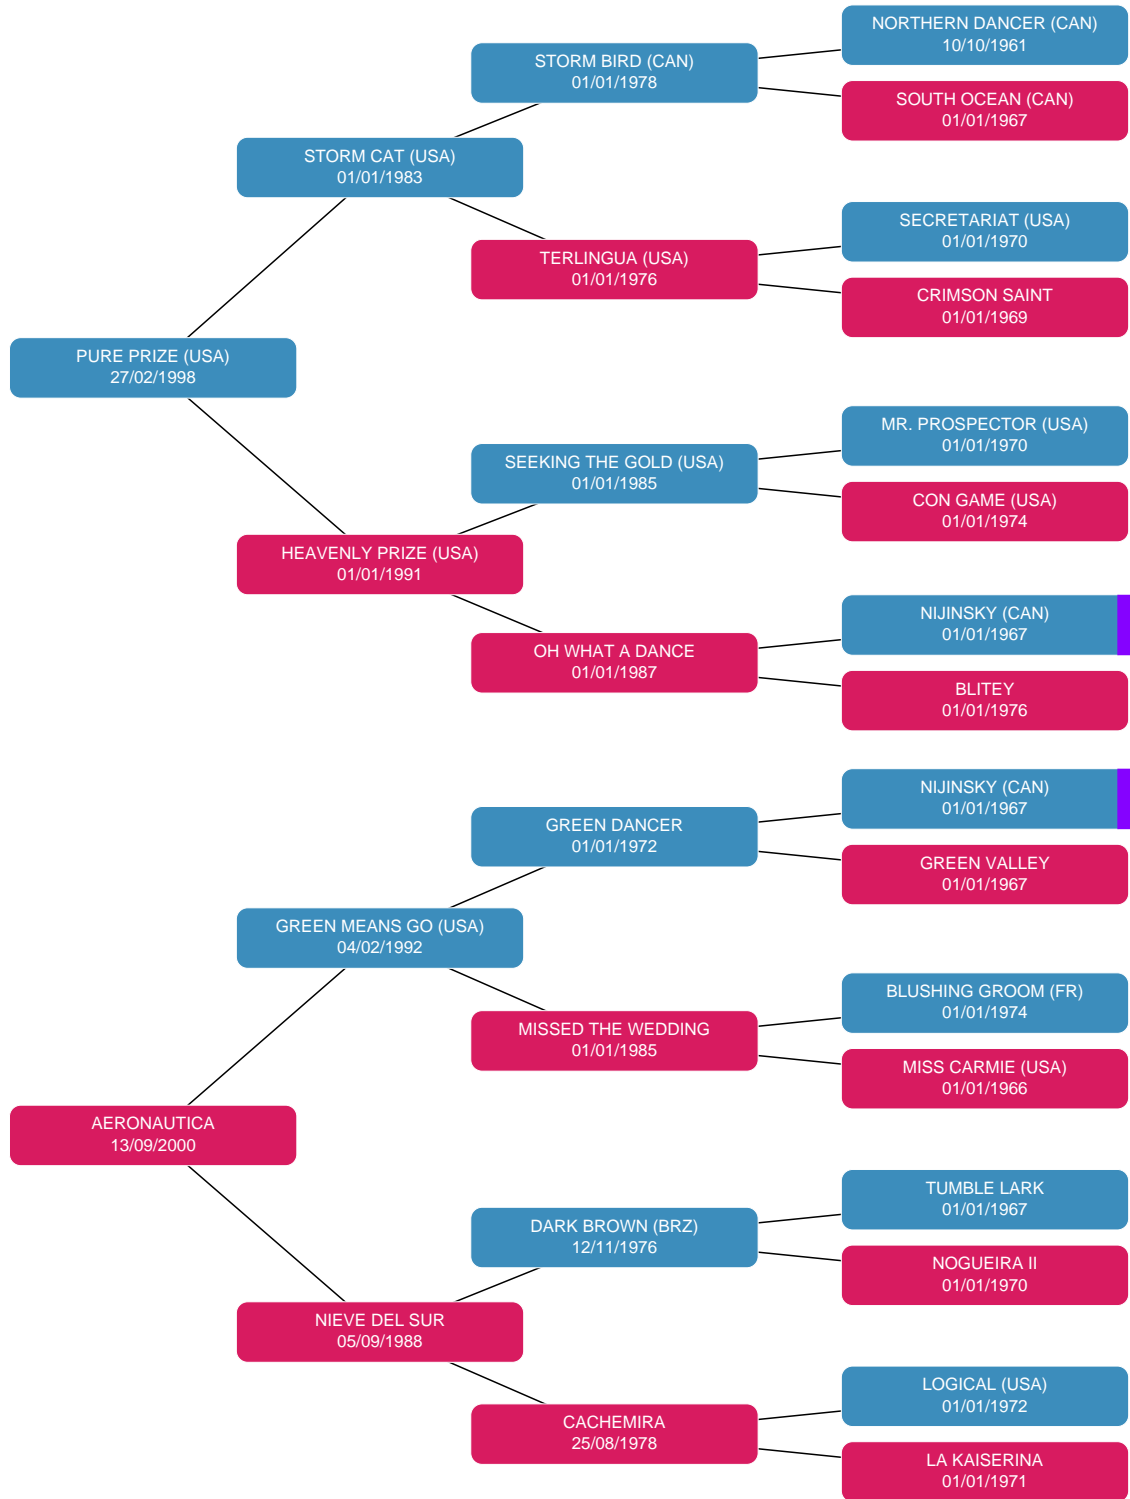 NORTHERN DANCER (CAN)
10/10/1961
STORM BIRD (CAN)
01/01/1978
SOUTH OCEAN (CAN)
01/01/1967
STORM CAT (USA)
01/01/1983
SECRETARIAT (USA)
01/01/1970
TERLINGUA (USA)
01/01/1976
CRIMSON SAINT
01/01/1969
PURE PRIZE (USA)
27/02/1998
MR. PROSPECTOR (USA)
01/01/1970
SEEKING THE GOLD (USA)
01/01/1985
CON GAME (USA)
01/01/1974
HEAVENLY PRIZE (USA)
01/01/1991
NIJINSKY (CAN)
01/01/1967
OH WHAT A DANCE
01/01/1987
BLITEY
01/01/1976
NIJINSKY (CAN)
01/01/1967
GREEN DANCER
01/01/1972
GREEN VALLEY
01/01/1967
GREEN MEANS GO (USA)
04/02/1992
BLUSHING GROOM (FR)
01/01/1974
MISSED THE WEDDING
01/01/1985
MISS CARMIE (USA)
01/01/1966
AERONAUTICA
13/09/2000
TUMBLE LARK
01/01/1967
DARK BROWN (BRZ)
12/11/1976
NOGUEIRA II
01/01/1970
NIEVE DEL SUR
05/09/1988
LOGICAL (USA)
01/01/1972
CACHEMIRA
25/08/1978
LA KAISERINA
01/01/1971